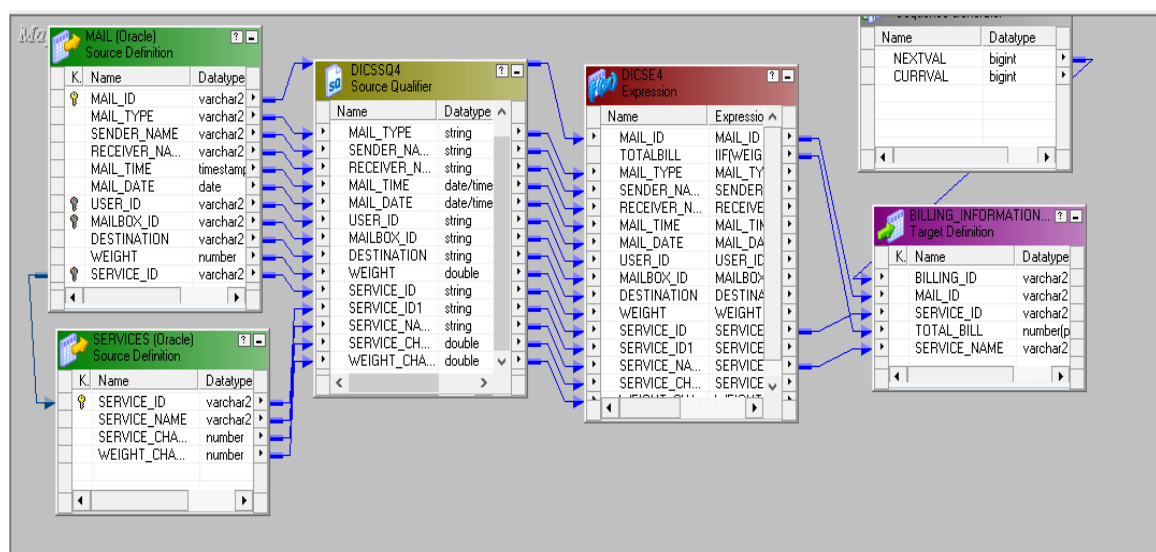 MAIL (Oracle)
Source Definition
K. Name Datatype
MAIL_ID varchar2
MAIL_TYPE varchar2
SENDER_NAME varchar2
RECEIVER_NA... varchar2
MAIL_TIME timestamp
MAIL_DATE date
USER_ID varchar2
MAILBOX_ID varchar2
DESTINATION varchar2
WEIGHT number
SERVICE_ID varchar2
SERVICES (Oracle)
Source Definition
K. Name Datatype
SERVICE_ID varchar2
SERVICE_NAME varchar2
SERVICE_CHA... number
WEIGHT_CHA... number
DICSSQ4
Source Qualifier
Name Datatype
MAIL_TYPE string
SENDER_NA... string
RECEIVER_N... string
MAIL_TIME date/time
MAIL_DATE date/time
USER_ID string
MAILBOX_ID string
DESTINATION string
WEIGHT double
SERVICE_ID string
SERVICE_ID1 string
SERVICE_NA... string
SERVICE_CH... double
WEIGHT_CHA... double
DICSE4
Expression
Name Expressio
MAIL_ID MAIL_ID
TOTALBILL IIF(WEIG
MAIL_TYPE MAIL_TY
SENDER_NA... SENDER
RECEIVER_N... RECEIVE
MAIL_TIME MAIL_TIM
MAIL_DATE MAIL_DA
USER_ID USER_ID
MAILBOX_ID MAILBOX
DESTINATION DESTINA
WEIGHT WEIGHT
SERVICE_ID SERVICE
SERVICE_ID1 SERVICE
SERVICE_NA... SERVICE
SERVICE_CH... SERVICE
Sequence Generator
Name Datatype
NEXTVAL bigint
CURRVAL bigint
BILLING_INFORMATION...
Target Definition
K. Name Datatype
BILLING_ID varchar2
MAIL_ID varchar2
SERVICE_ID varchar2
TOTAL_BILL number(p
SERVICE_NAME varchar2